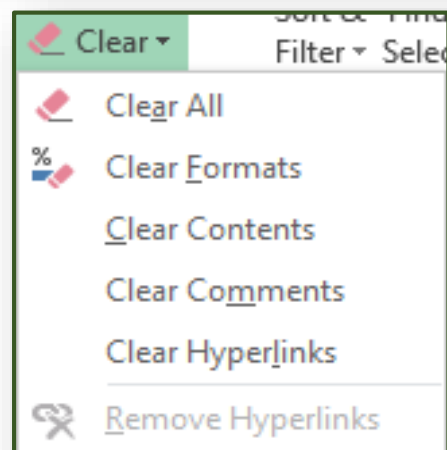 Clear
Filter
Clear All
% Clear Formats
Clear Contents
Clear Comments
Clear Hyperlinks
Remove Hyperlinks